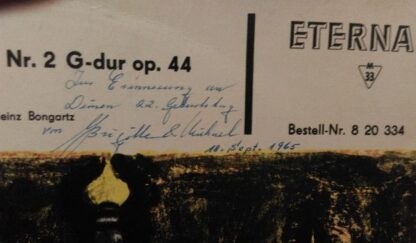 Nr. 2 G-dur op. 44
ETERNA
M
33
Zur Erinnerung an
Deinen 22. Geburtstag
von Brigitte & Michael
18. Sept. 1965
einz Bongartz
Bestell-Nr. 8 20 334